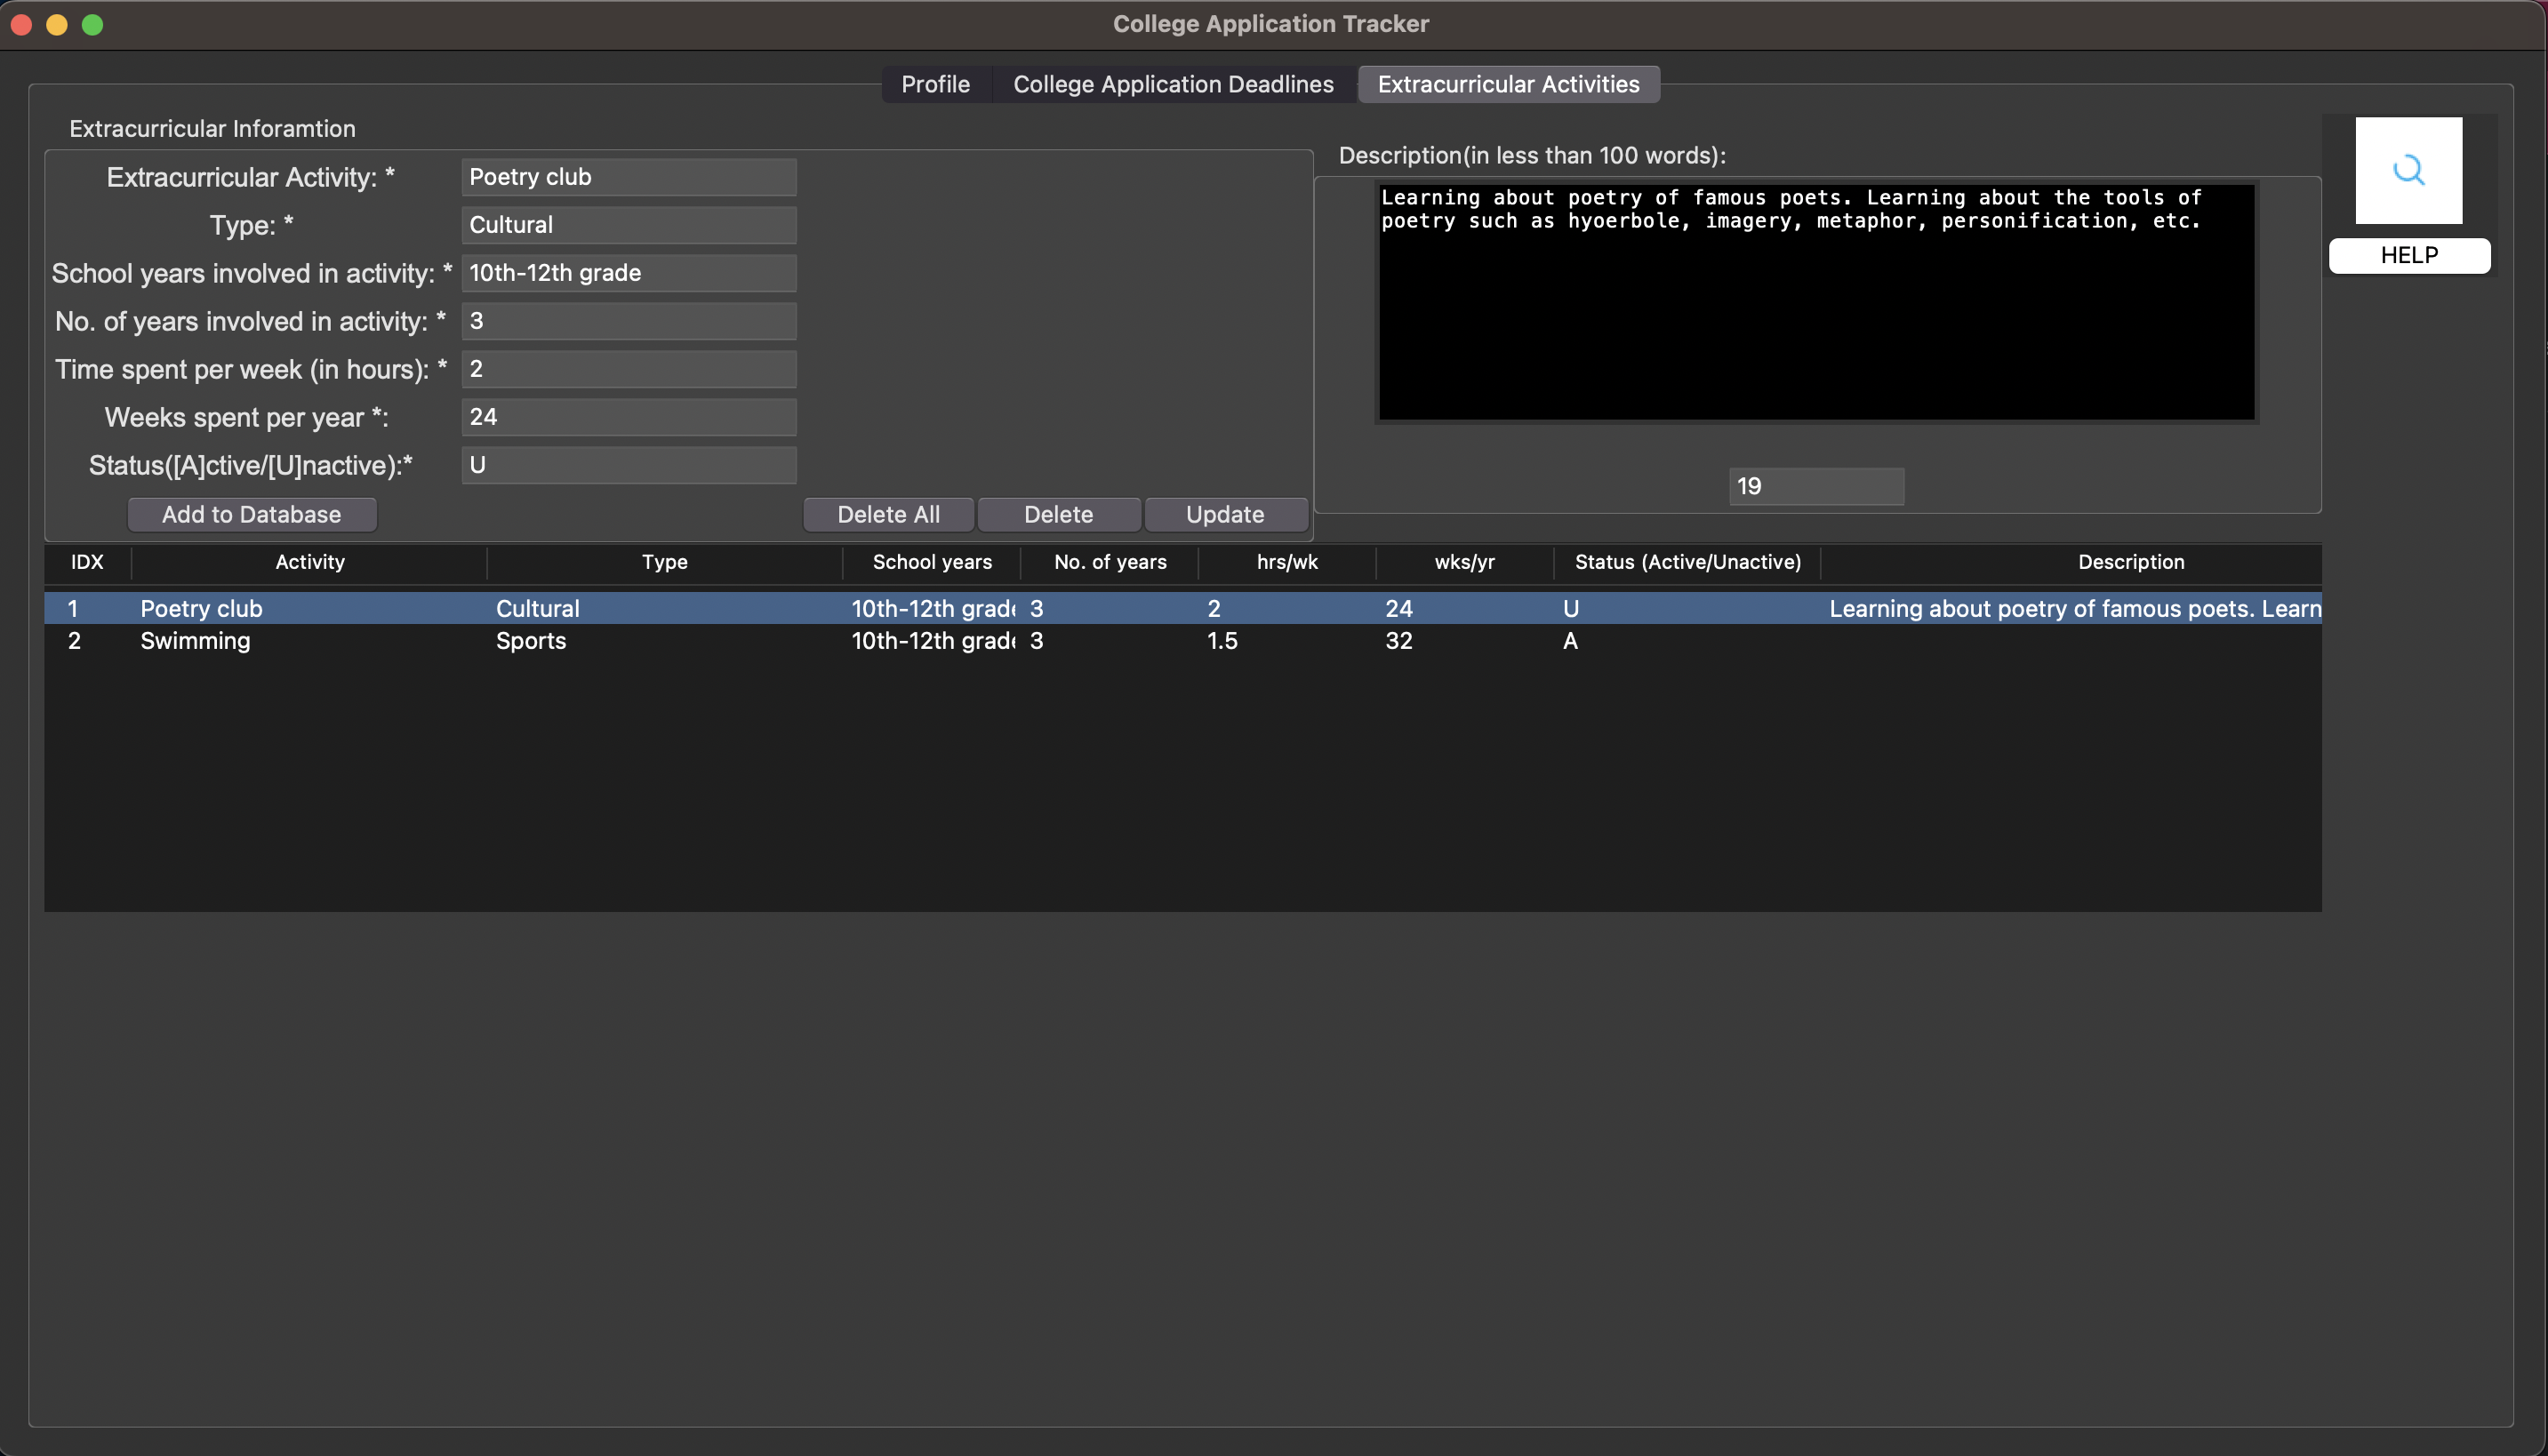 College Application Tracker
Profile College Application Deadlines Extracurricular Activities
Extracurricular Inforamtion
Extracurricular Activity: * Poetry club
Type: * Cultural
School years involved in activity: * 10th-12th grade
No. of years involved in activity: * 3
Time spent per week (in hours): * 2
Weeks spent per year *: 24
Status([A]ctive/[U]nactive):* U
Add to Database Delete All Delete Update
Description(in less than 100 words):
Learning about poetry of famous poets. Learning about the tools of
poetry such as hyoerbole, imagery, metaphor, personification, etc.
19
HELP
IDX Activity Type School years No. of years hrs/wk wks/yr Status (Active/Unactive) Description
1 Poetry club Cultural 10th-12th grade 3 2 24 U Learning about poetry of famous poets. Learn
2 Swimming Sports 10th-12th grade 3 1.5 32 A